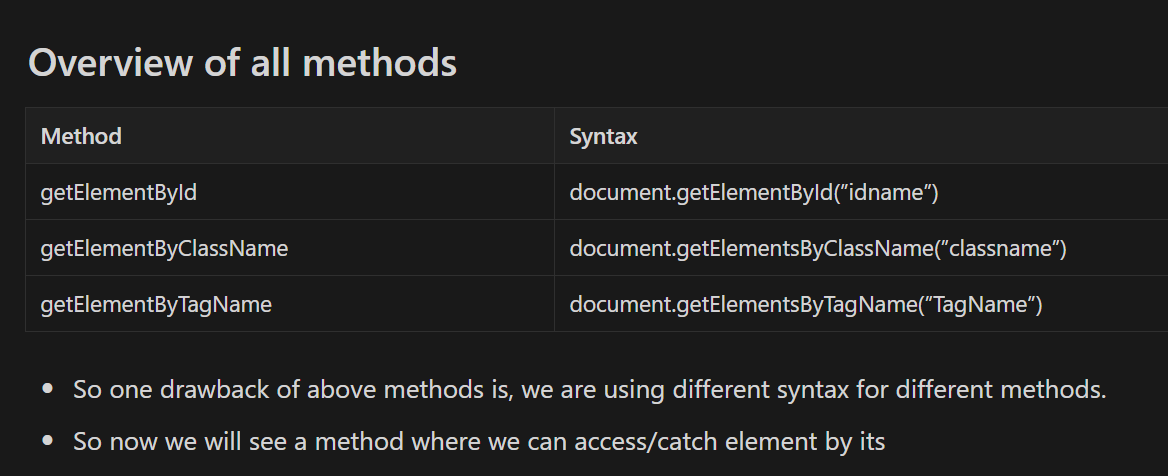 Overview of all methods
Method Syntax
getElementById document.getElementById(”idname”)
getElementByClassName document.getElementsByClassName(”classname”)
getElementByTagName document.getElementsByTagName(”TagName”)
• So one drawback of above methods is, we are using different syntax for different methods.
• So now we will see a method where we can access/catch element by its